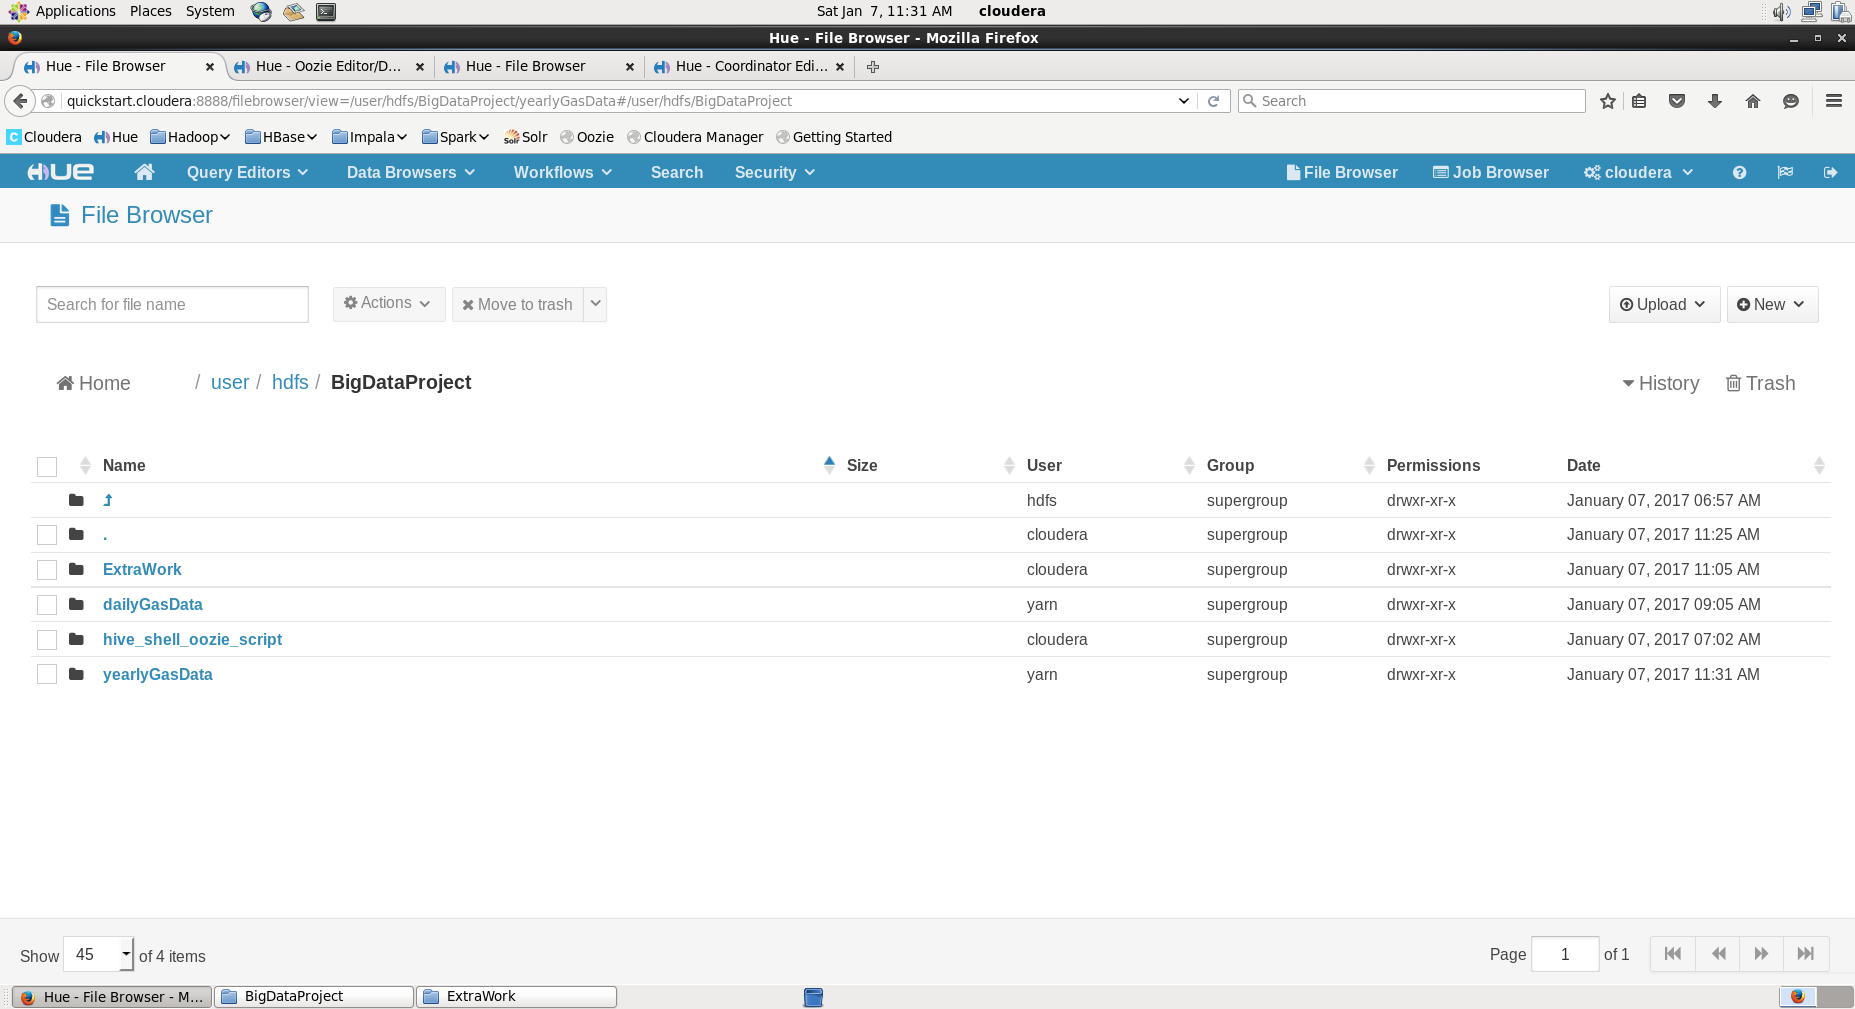 Applications Places System Sat Jan 7, 11:31 AM cloudera
Hue - File Browser - Mozilla Firefox
Hue - File Browser Hue - Oozie Editor/D... Hue - File Browser Hue - Coordinator Edi...
quickstart.cloudera:8888/filebrowser/view=/user/hdfs/BigDataProject/yearlyGasData#/user/hdfs/BigDataProject Search
Cloudera Hue Hadoop HBase Impala Spark Solr Oozie Cloudera Manager Getting Started
HUE Query Editors Data Browsers Workflows Search Security File Browser Job Browser cloudera
File Browser
Search for file name Actions Move to trash Upload New
Home / user / hdfs / BigDataProject History Trash
Name Size User Group Permissions Date
hdfs supergroup drwxr-xr-x January 07, 2017 06:57 AM
. cloudera supergroup drwxr-xr-x January 07, 2017 11:25 AM
ExtraWork cloudera supergroup drwxr-xr-x January 07, 2017 11:05 AM
dailyGasData yarn supergroup drwxr-xr-x January 07, 2017 09:05 AM
hive_shell_oozie_script cloudera supergroup drwxr-xr-x January 07, 2017 07:02 AM
yearlyGasData yarn supergroup drwxr-xr-x January 07, 2017 11:31 AM
Show 45 of 4 items Page 1 of 1
Hue - File Browser - M... BigDataProject ExtraWork